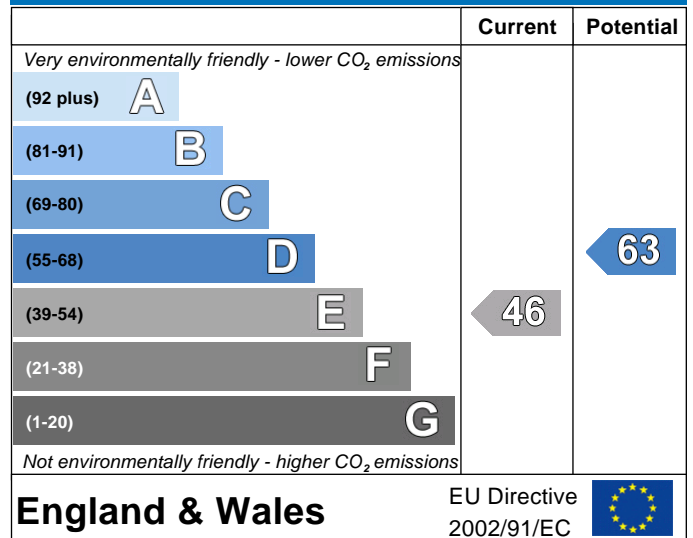 Current Potential
Very environmentally friendly - lower CO₂ emissions
(92 plus) A
(81-91) B
(69-80) C
(55-68) D 63
(39-54) E 46
(21-38) F
(1-20) G
Not environmentally friendly - higher CO₂ emissions
England & Wales
EU Directive
2002/91/EC